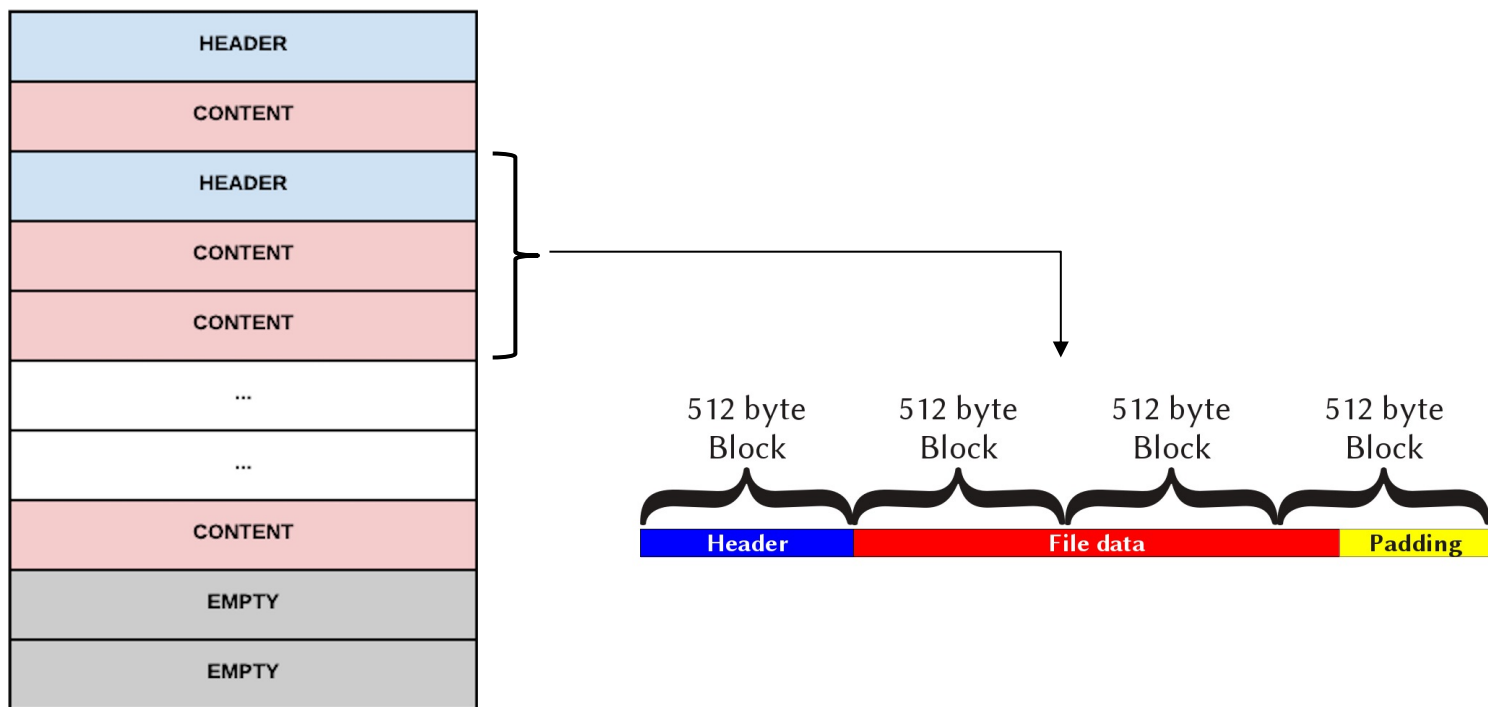 HEADER
CONTENT
HEADER
CONTENT
CONTENT
...
...
CONTENT
EMPTY
EMPTY
512 byte
Block
512 byte
Block
512 byte
Block
512 byte
Block
Header
File data
Padding